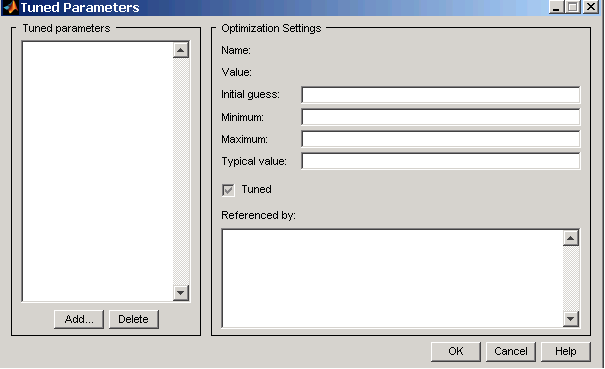 Tuned Parameters
Tuned parameters
Add...
Delete
Optimization Settings
Name:
Value:
Initial guess:
Minimum:
Maximum:
Typical value:
Tuned
Referenced by:
OK
Cancel
Help